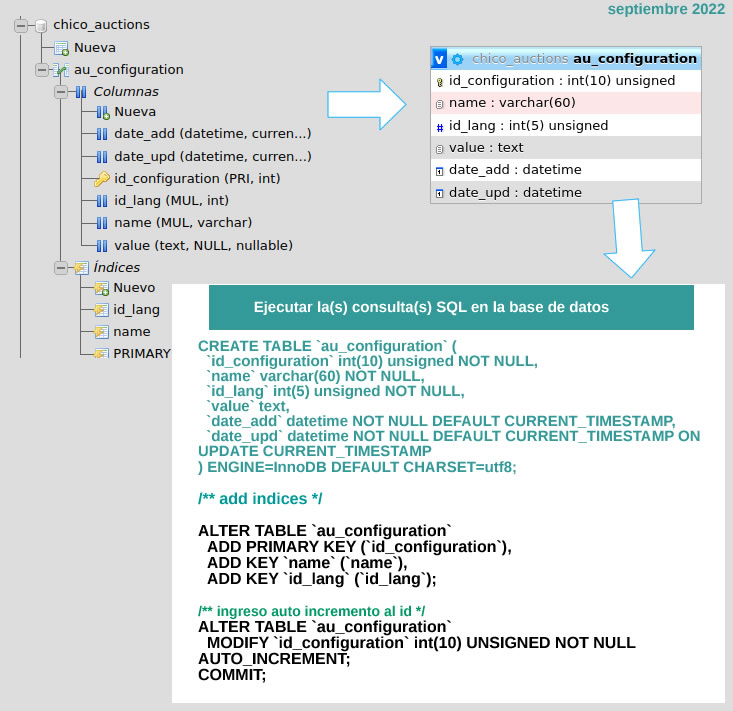 septiembre 2022
chico_auctions
Nueva
au_configuration
Columnas
Nueva
date_add (datetime, curren...)
date_upd (datetime, curren...)
id_configuration (PRI, int)
id_lang (MUL, int)
name (MUL, varchar)
value (text, NULL, nullable)
Índices
Nuevo
id_lang
name
PRIMARY
v chico_auctions au_configuration
id_configuration : int(10) unsigned
name : varchar(60)
# id_lang : int(5) unsigned
value : text
date_add : datetime
date_upd : datetime
Ejecutar la(s) consulta(s) SQL en la base de datos
CREATE TABLE `au_configuration` (
`id_configuration` int(10) unsigned NOT NULL,
`name` varchar(60) NOT NULL,
`id_lang` int(5) unsigned NOT NULL,
`value` text,
`date_add` datetime NOT NULL DEFAULT CURRENT_TIMESTAMP,
`date_upd` datetime NOT NULL DEFAULT CURRENT_TIMESTAMP ON
UPDATE CURRENT_TIMESTAMP
) ENGINE=InnoDB DEFAULT CHARSET=utf8;
/** add indices */
ALTER TABLE `au_configuration`
ADD PRIMARY KEY (`id_configuration`),
ADD KEY `name` (`name`),
ADD KEY `id_lang` (`id_lang`);
/** ingreso auto incremento al id */
ALTER TABLE `au_configuration`
MODIFY `id_configuration` int(10) UNSIGNED NOT NULL
AUTO_INCREMENT;
COMMIT;